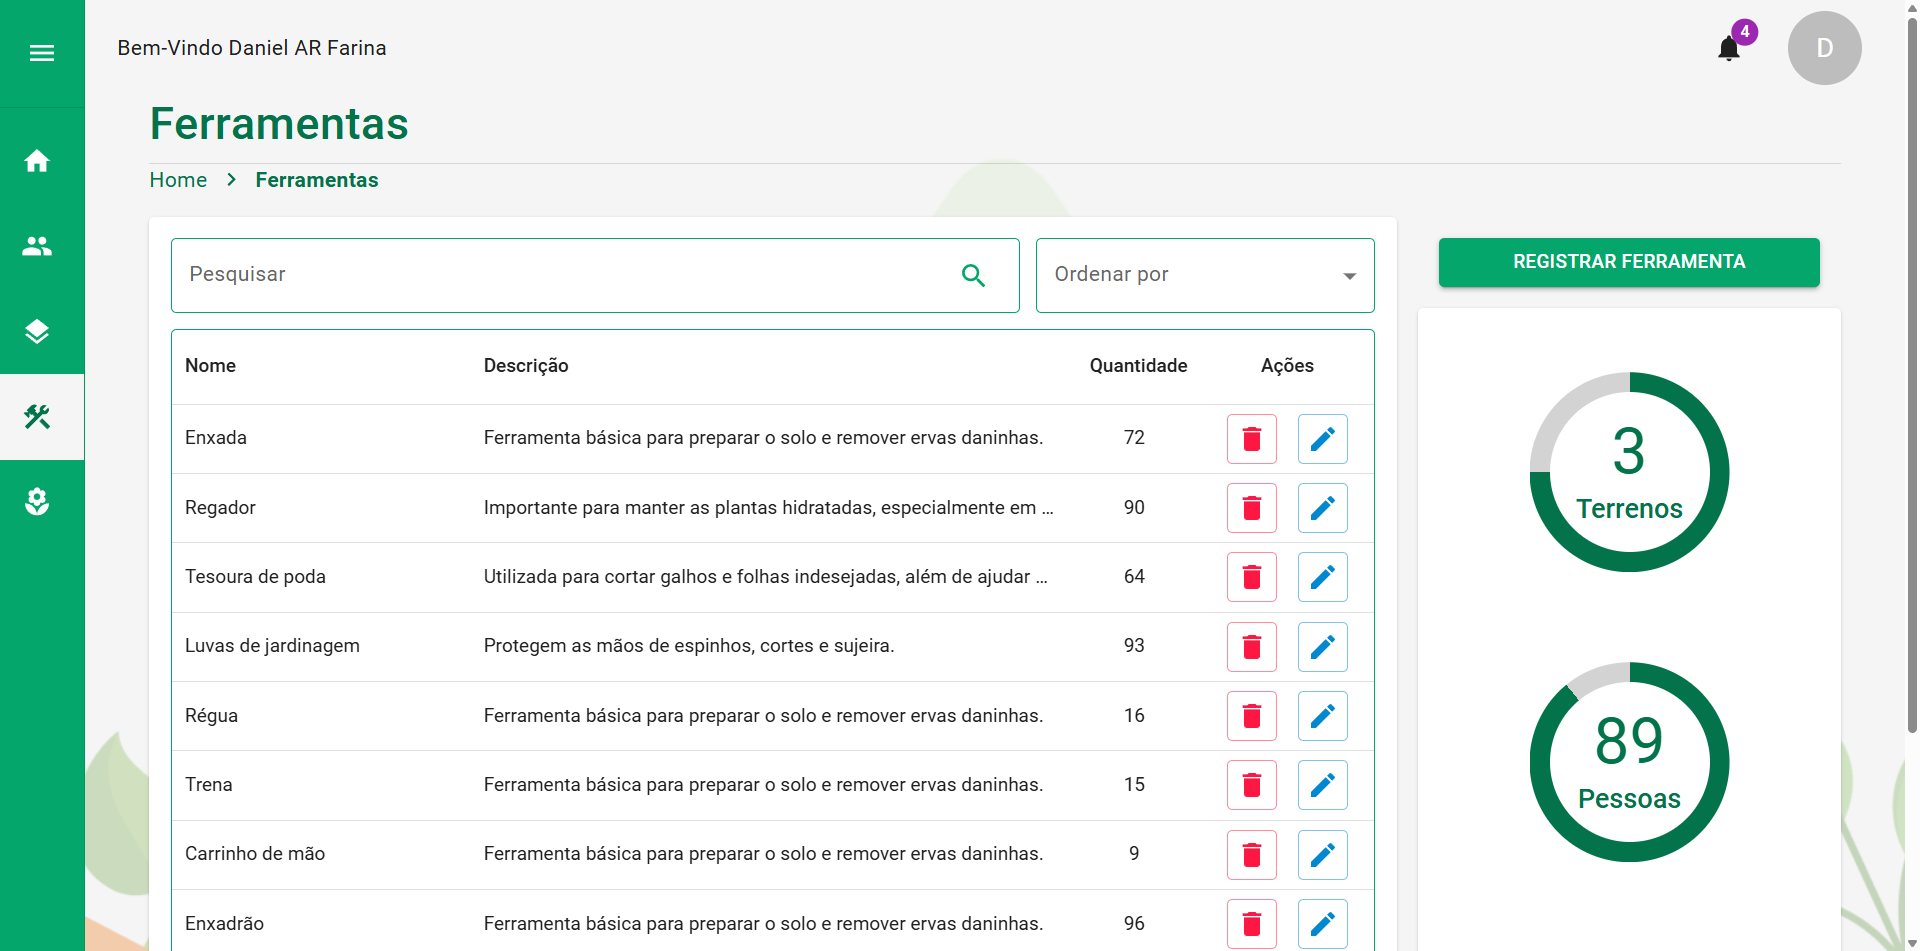 Bem-Vindo Daniel AR Farina
4
D
Ferramentas
Home > Ferramentas
Pesquisar
Ordenar por
REGISTRAR FERRAMENTA
Nome Descrição Quantidade Ações
Enxada Ferramenta básica para preparar o solo e remover ervas daninhas. 72
Regador Importante para manter as plantas hidratadas, especialmente em ... 90
Tesoura de poda Utilizada para cortar galhos e folhas indesejadas, além de ajudar ... 64
Luvas de jardinagem Protegem as mãos de espinhos, cortes e sujeira. 93
Régua Ferramenta básica para preparar o solo e remover ervas daninhas. 16
Trena Ferramenta básica para preparar o solo e remover ervas daninhas. 15
Carrinho de mão Ferramenta básica para preparar o solo e remover ervas daninhas. 9
Enxadrão Ferramenta básica para preparar o solo e remover ervas daninhas. 96
3
Terrenos
89
Pessoas